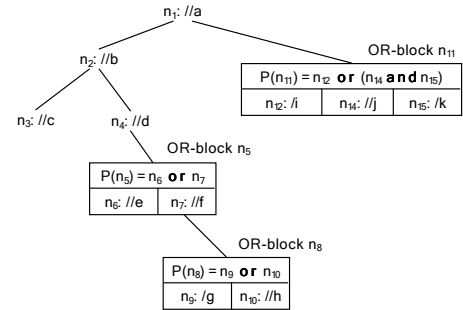 n₁: //a
OR-block n₁₁
n₂: //b
P(n₁₁) = n₁₂ or (n₁₄ and n₁₅)
n₁₂: /i n₁₄: //j n₁₅: /k
n₃: //c n₄: //d
OR-block n₅
P(n₅) = n₆ or n₇
n₆: //e n₇: //f
OR-block n₈
P(n₈) = n₉ or n₁₀
n₉: /g n₁₀: //h